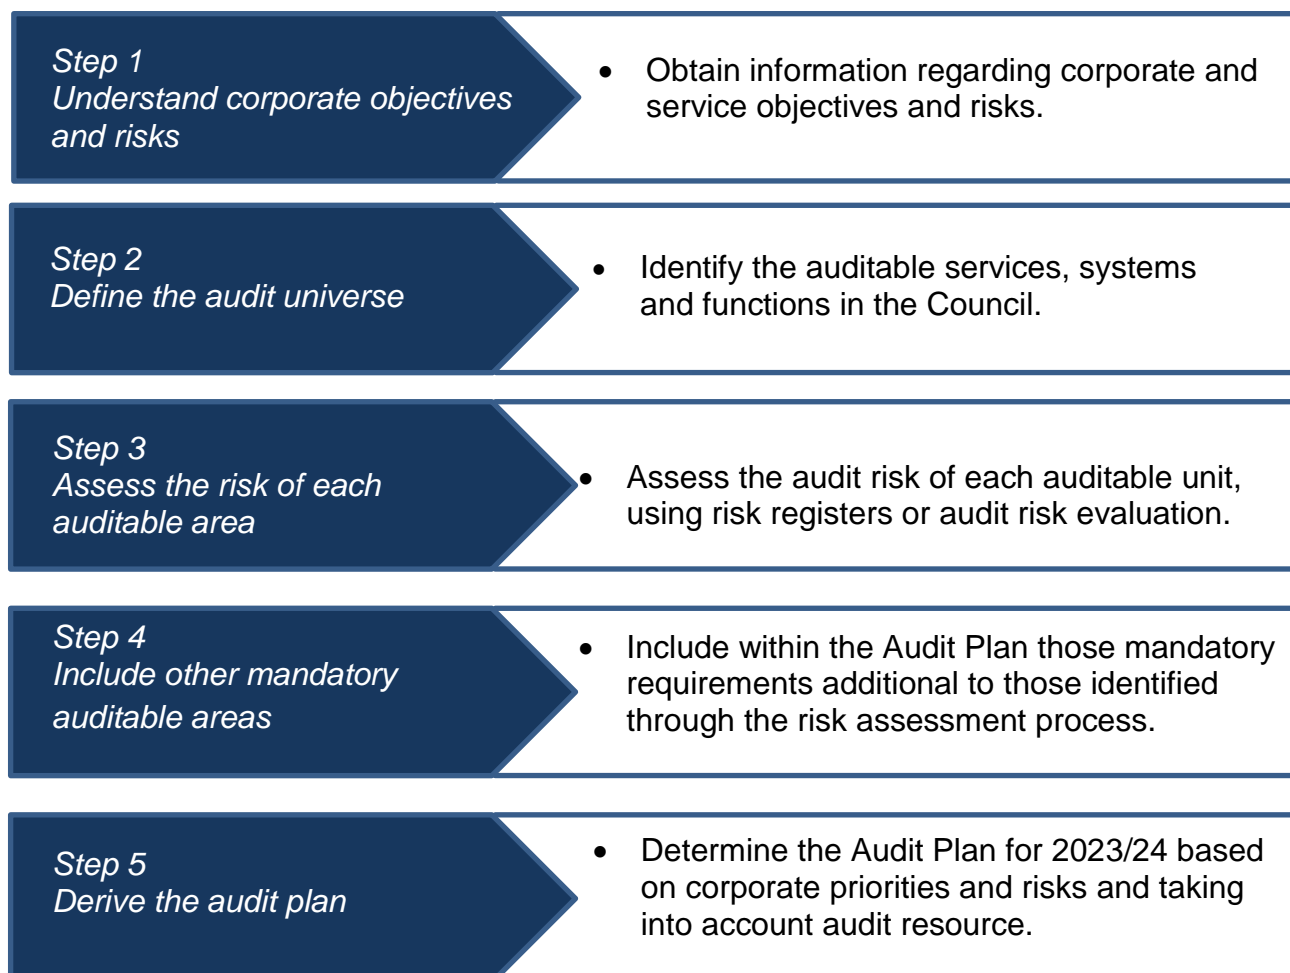 Step 1
Understand corporate objectives
and risks
• Obtain information regarding corporate and
service objectives and risks.
Step 2
Define the audit universe
• Identify the auditable services, systems
and functions in the Council.
Step 3
Assess the risk of each
auditable area
• Assess the audit risk of each auditable unit,
using risk registers or audit risk evaluation.
Step 4
Include other mandatory
auditable areas
• Include within the Audit Plan those mandatory
requirements additional to those identified
through the risk assessment process.
Step 5
Derive the audit plan
• Determine the Audit Plan for 2023/24 based
on corporate priorities and risks and taking
into account audit resource.